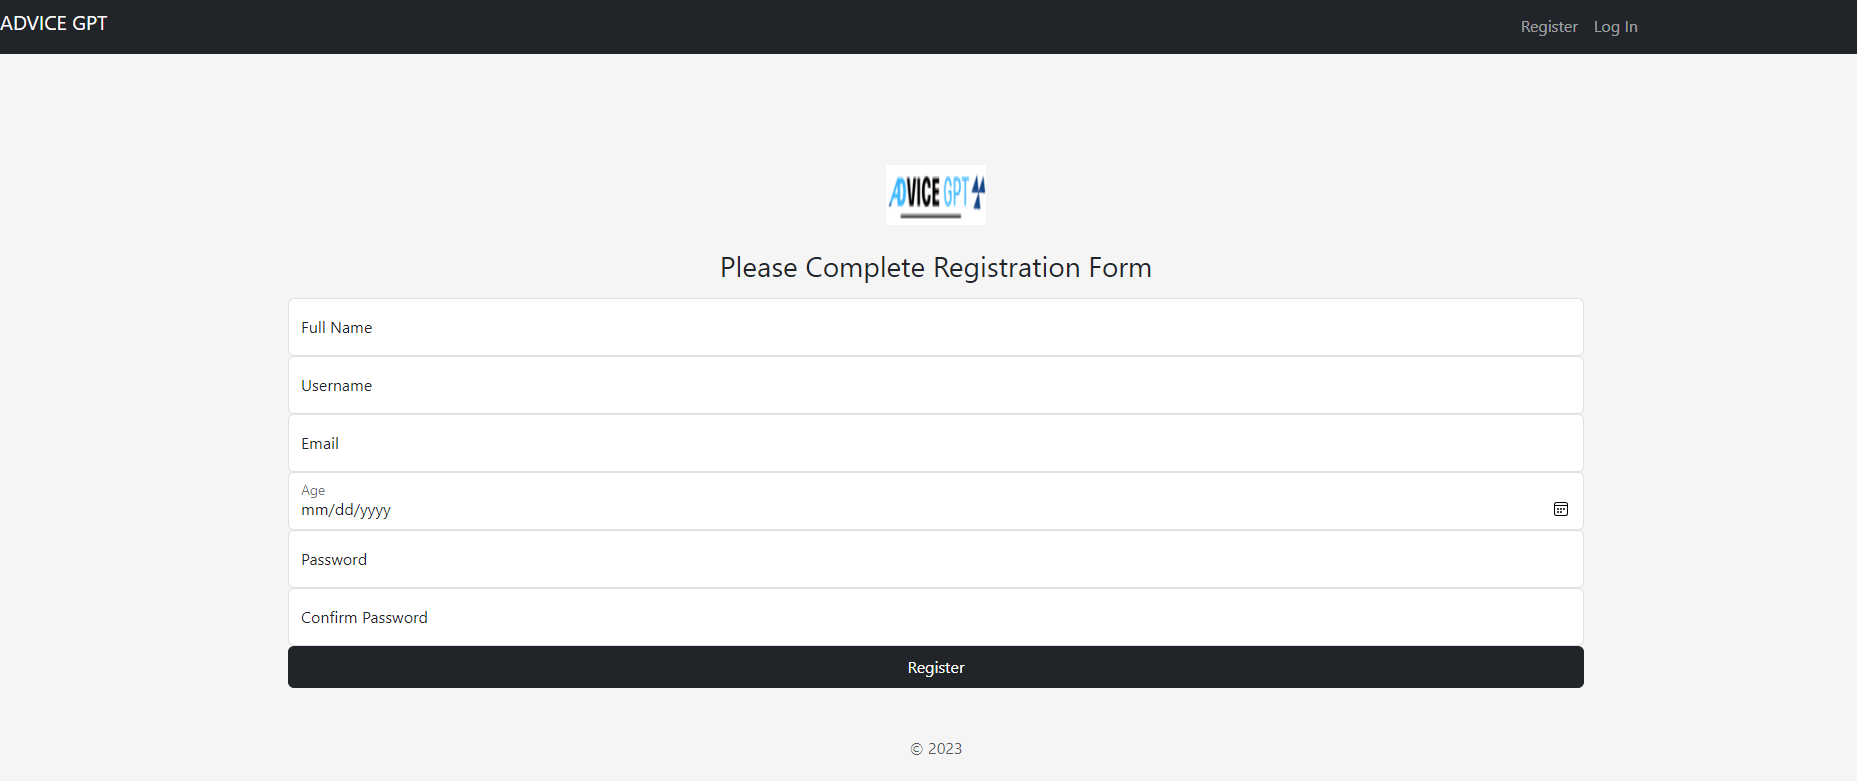 ADVICE GPT
Register Log In
ADVICE GPT
Please Complete Registration Form
Full Name
Username
Email
Age
mm/dd/yyyy
Password
Confirm Password
Register
© 2023